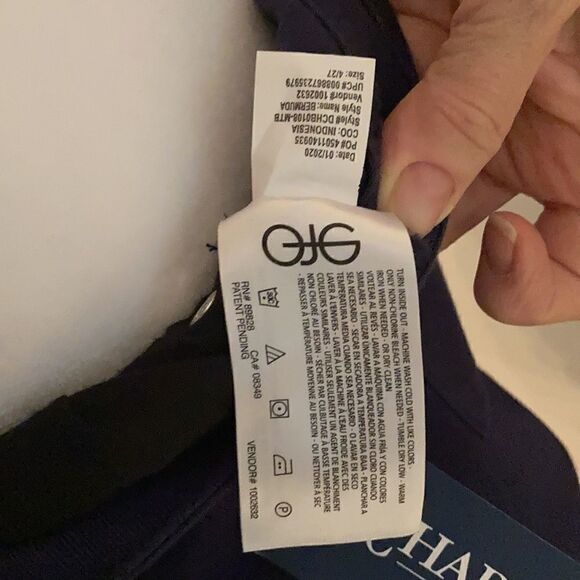 Date: 01/2020
PO# 4501140935
COO: INDONESIA
Style# DCHB0108-MTB
Style Name: BERMUDA
Vendor# 1002632
UPC# 008867235979
Size: 4/27
GJG
TURN INSIDE OUT - MACHINE WASH COLD WITH LIKE COLORS -
ONLY NON-CHLORINE BLEACH WHEN NEEDED - TUMBLE DRY LOW - WARM
IRON WHEN NEEDED - OR DRY CLEAN
VOLTEAR AL REVÉS - LAVAR A MÁQUINA CON AGUA FRÍA Y CON COLORES
SIMILARES - UTILIZAR ÚNICAMENTE BLANQUEADOR SIN CLORO CUANDO
SEA NECESARIO - SECAR EN SECADORA A TEMPERATURA BAJA - PLANCHAR A
TEMPERATURA MEDIA CUANDO SEA NECESARIO - O LAVAR EN SECO
LAVER À L'ENVERS - LAVER À LA MACHINE À L'EAU FROIDE AVEC DES
COULEURS SIMILAIRES - UTILISER SEULEMENT UN AGENT DE BLANCHIMENT
NON CHLORÉ AU BESOIN - SÉCHER PAR CULBUTAGE À BASSE TEMPÉRATURE
- REPASSER À TEMPÉRATURE MOYENNE AU BESOIN - OU NETTOYER À SEC
30C
P
RN# 89828 CA# 08349 VENDOR# 1002632
PATENT PENDING
CHA